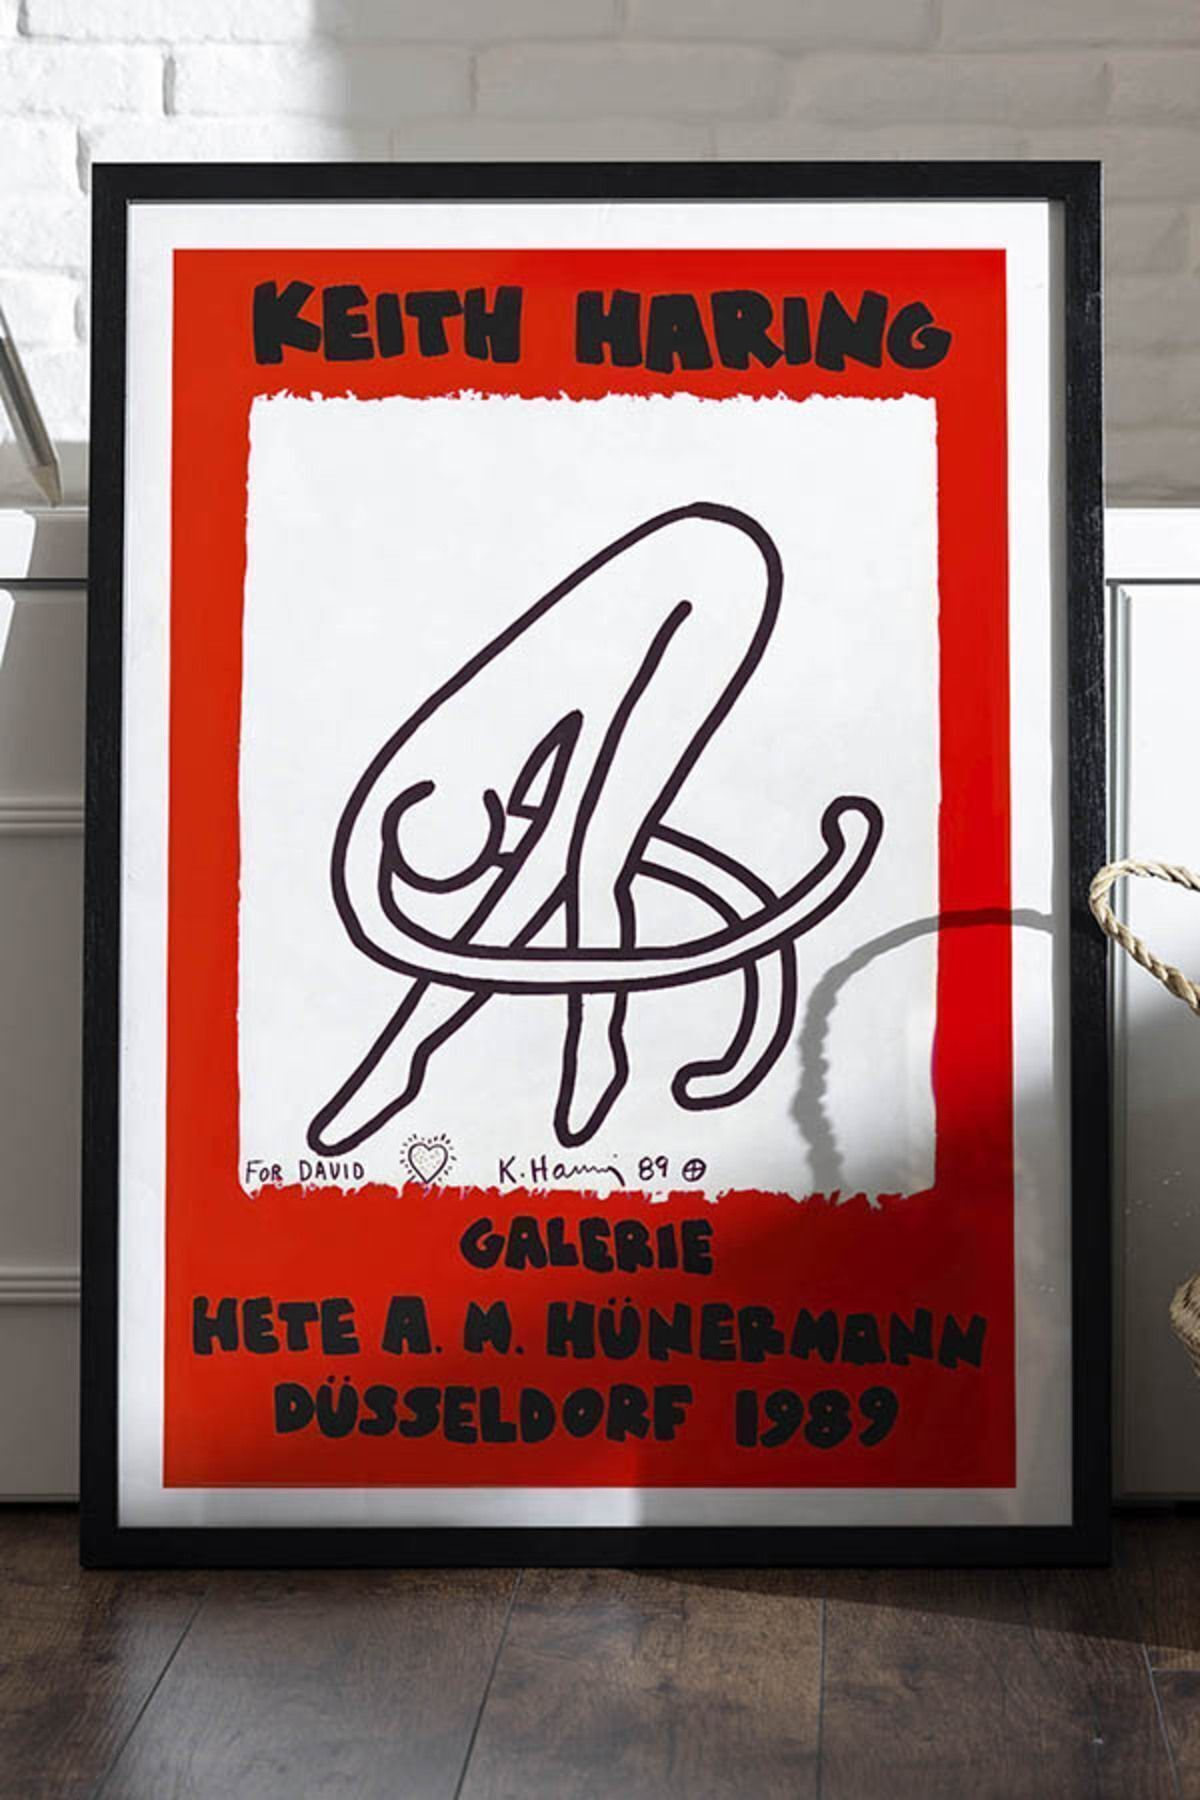 KEITH HARING
FOR DAVID K. Haring 89
GALERIE
HETE A. M. HÜNERMANN
DÜSSELDORF 1989